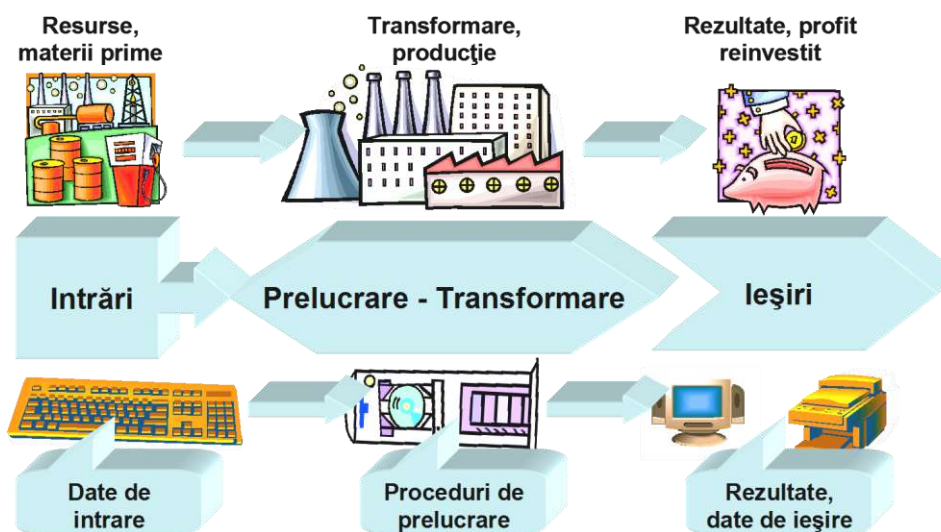 Resurse,
materii prime
Transformare,
producţie
Rezultate, profit
reinvestit
Intrări
Prelucrare - Transformare
Ieşiri
Date de
intrare
Proceduri de
prelucrare
Rezultate,
date de ieşire